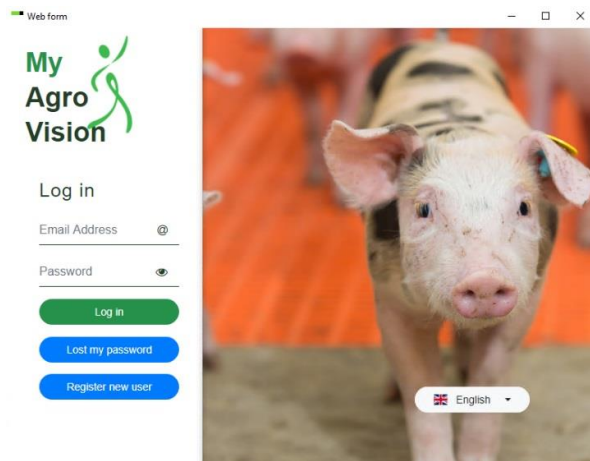 Web form
My
Agro
Vision
Log in
Email Address @
Password
Log in
Lost my password
Register new user
English